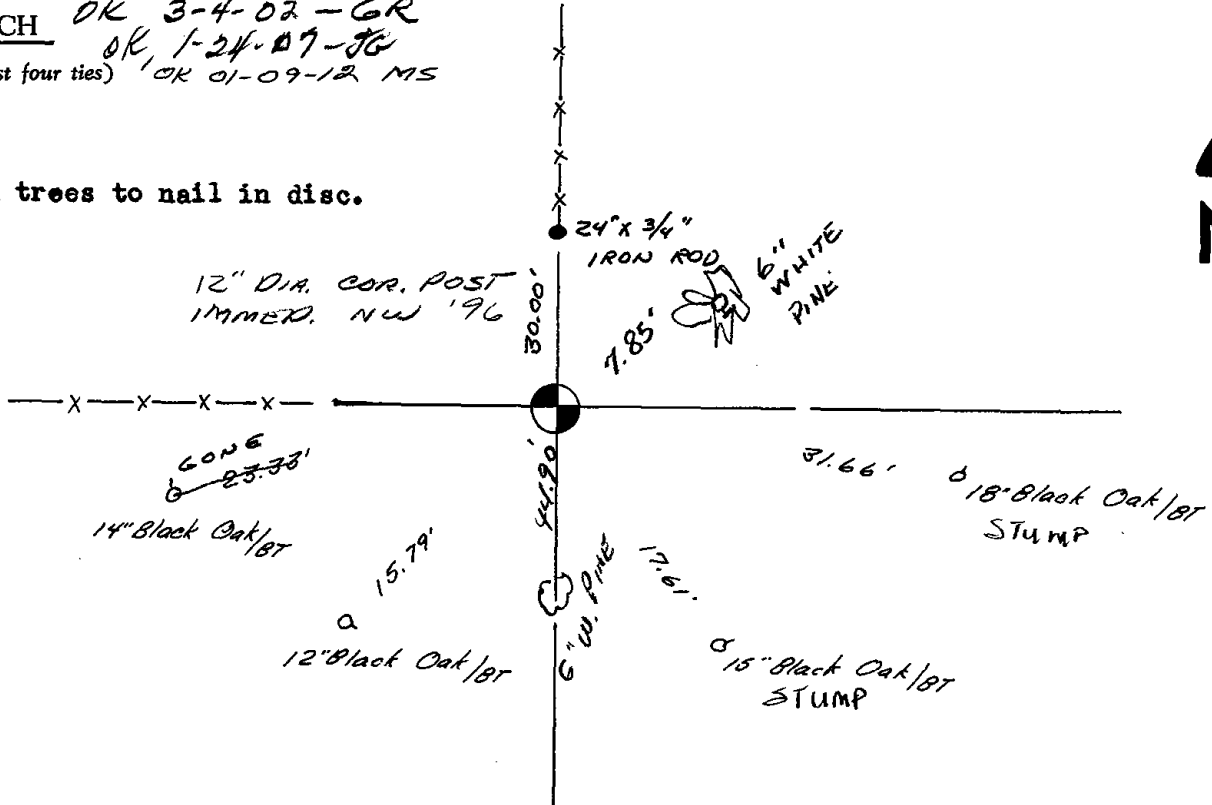 CH OK 3-4-02 - GR
OK 1-24-07-JG
st four ties) OK 01-09-12 MS
trees to nail in disc.
N
24" X 3/4"
IRON ROD
6"
WHITE
PINE
12" DIA. COR. POST
IMMED. NW '96
30.00'
7.85'
X X X X
GONE
23.33'
14" Black Oak/BT
44.90'
31.66'
18" Black Oak/BT
STUMP
15.79'
12" Black Oak/BT
6" W. PINE
17.61'
15" Black Oak/BT
STUMP